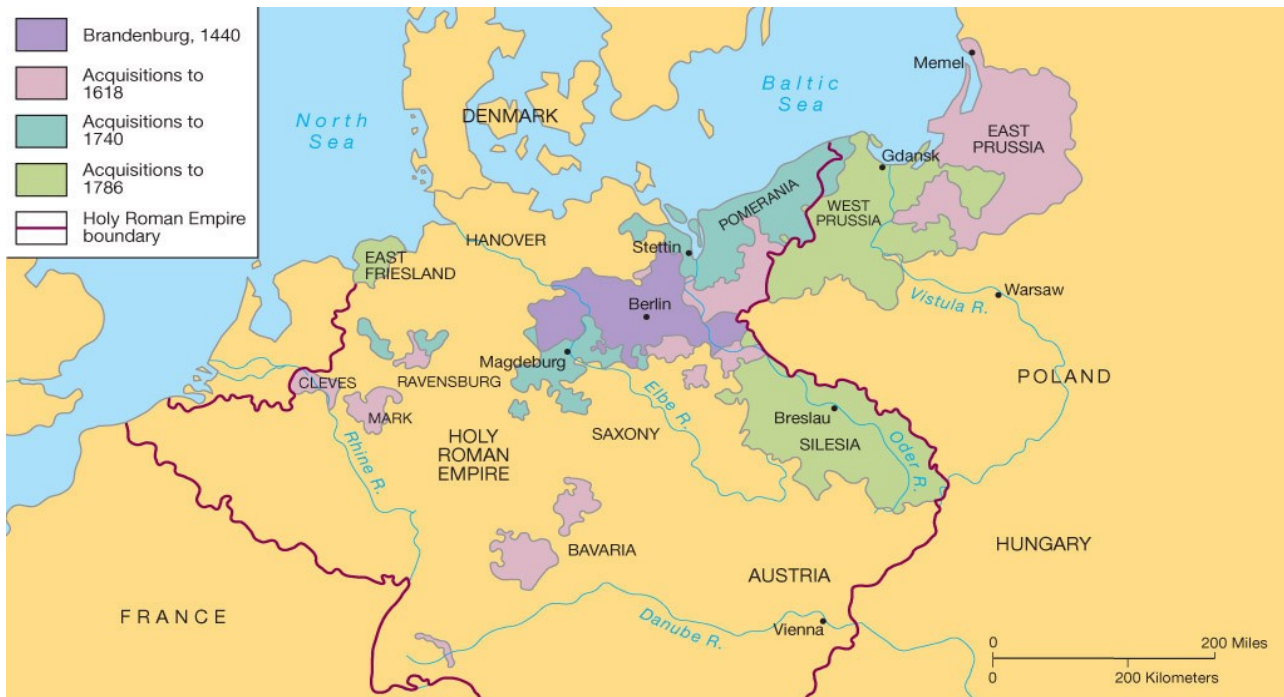 Brandenburg, 1440
Acquisitions to
1618
Acquisitions to
1740
Acquisitions to
1786
Holy Roman Empire
boundary
North
Sea
DENMARK
Baltic
Sea
Memel
EAST
PRUSSIA
Gdansk
POMERANIA
WEST
PRUSSIA
HANOVER
Stettin
EAST
FRIESLAND
Berlin
Vistula R.
Warsaw
Magdeburg
CLEVES
RAVENSBURG
MARK
Elbe R.
POLAND
HOLY
ROMAN
EMPIRE
SAXONY
Breslau
SILESIA
Oder R.
Rhine R.
BAVARIA
HUNGARY
AUSTRIA
FRANCE
Danube R.
Vienna
0 200 Miles
0 200 Kilometers